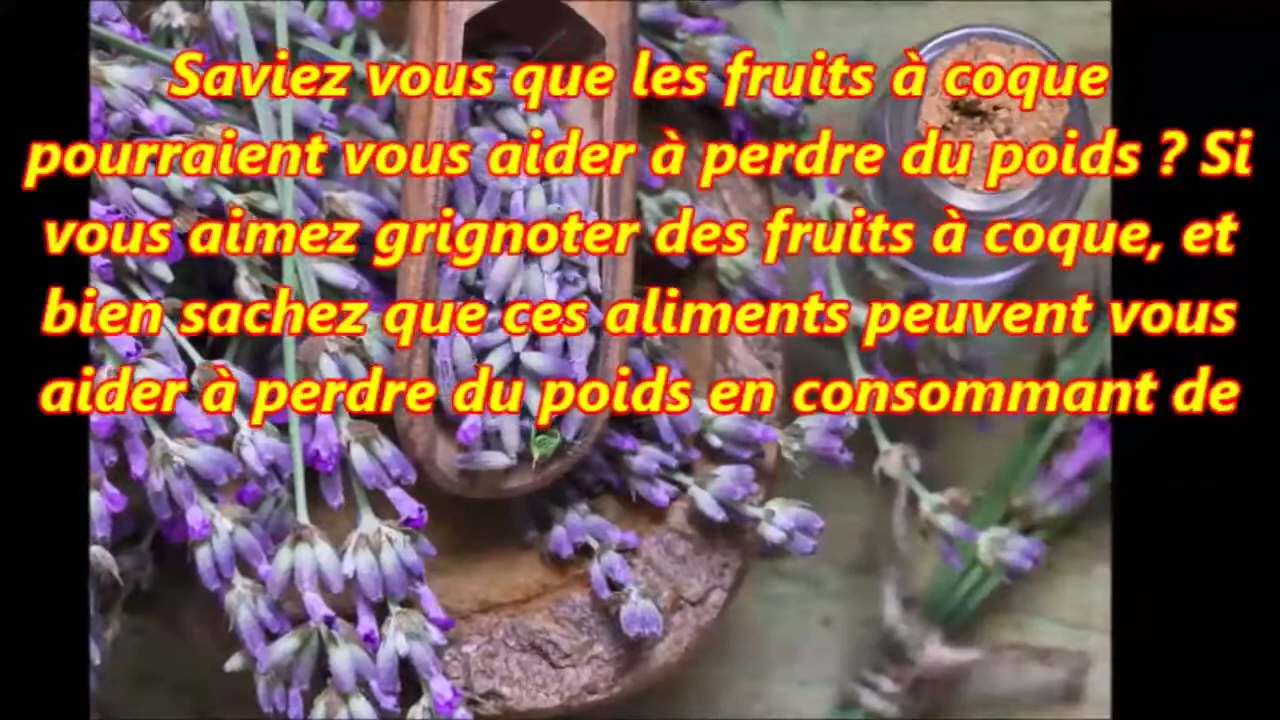 Saviez vous que les fruits à coque
pourraient vous aider à perdre du poids ? Si
vous aimez grignoter des fruits à coque, et
bien sachez que ces aliments peuvent vous
aider à perdre du poids en consommant de